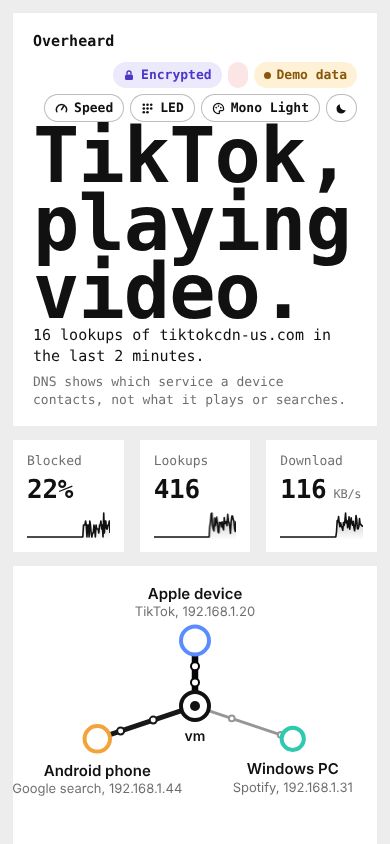 Overheard
Encrypted
Demo data
Speed
LED
Mono Light
TikTok,
playing
video.
16 lookups of tiktokcdn-us.com in
the last 2 minutes.
DNS shows which service a device
contacts, not what it plays or searches.
Blocked
22%
Lookups
416
Download
116 KB/s
Apple device
TikTok, 192.168.1.20
vm
Android phone
Google search, 192.168.1.44
Windows PC
Spotify, 192.168.1.31